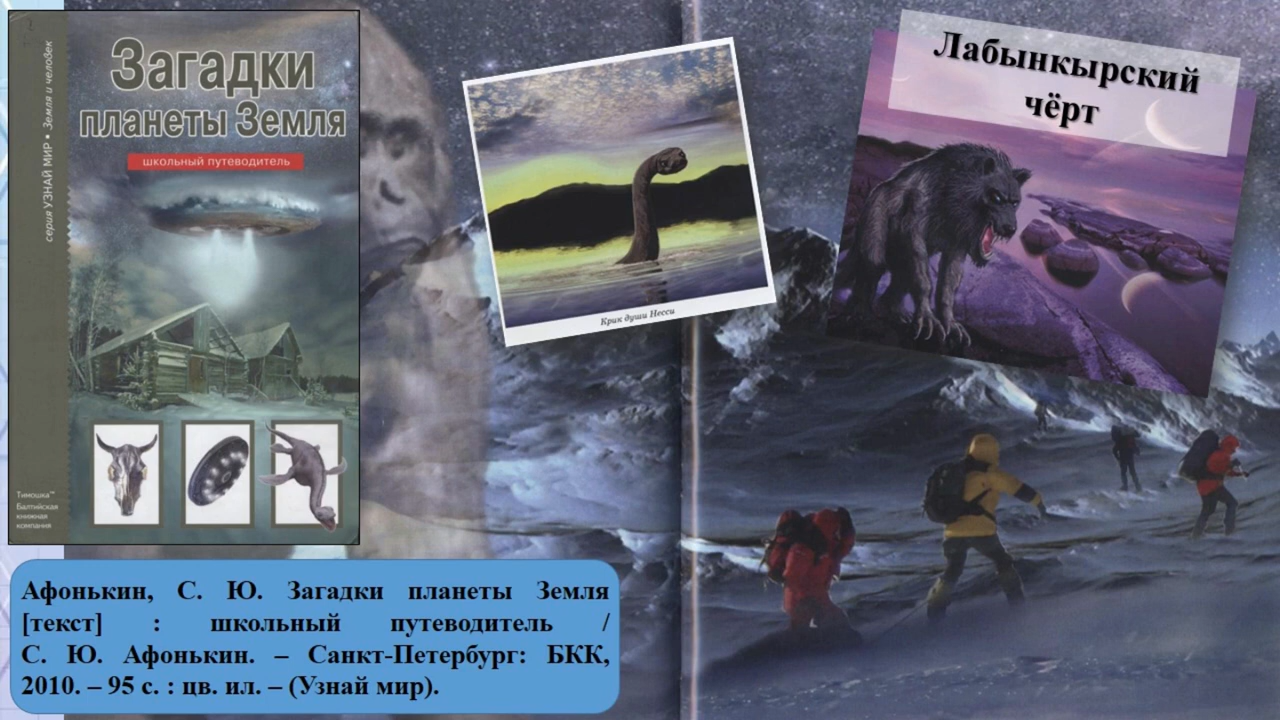 Загадки
планеты Земля
школьный путеводитель
серия УЗНАЙ МИР • Земля и человек
Тимошка™
Балтийская
книжная
компания
Крик души Несси
Лабынкырский
чёрт
Афонькин, С. Ю. Загадки планеты Земля
[текст] : школьный путеводитель /
С. Ю. Афонькин. – Санкт-Петербург: БКК,
2010. – 95 с. : цв. ил. – (Узнай мир).